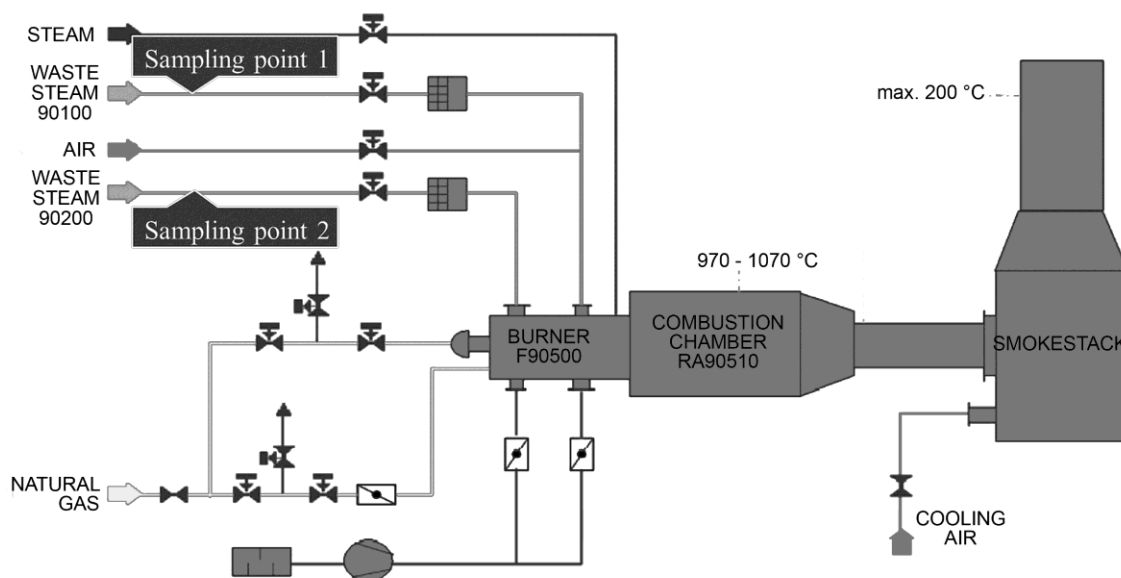 STEAM
Sampling point 1
WASTE
STEAM
90100
AIR
WASTE
STEAM
90200
Sampling point 2
max. 200 °C
970 - 1070 °C
BURNER
F90500
COMBUSTION
CHAMBER
RA90510
SMOKESTACK
NATURAL
GAS
COOLING
AIR